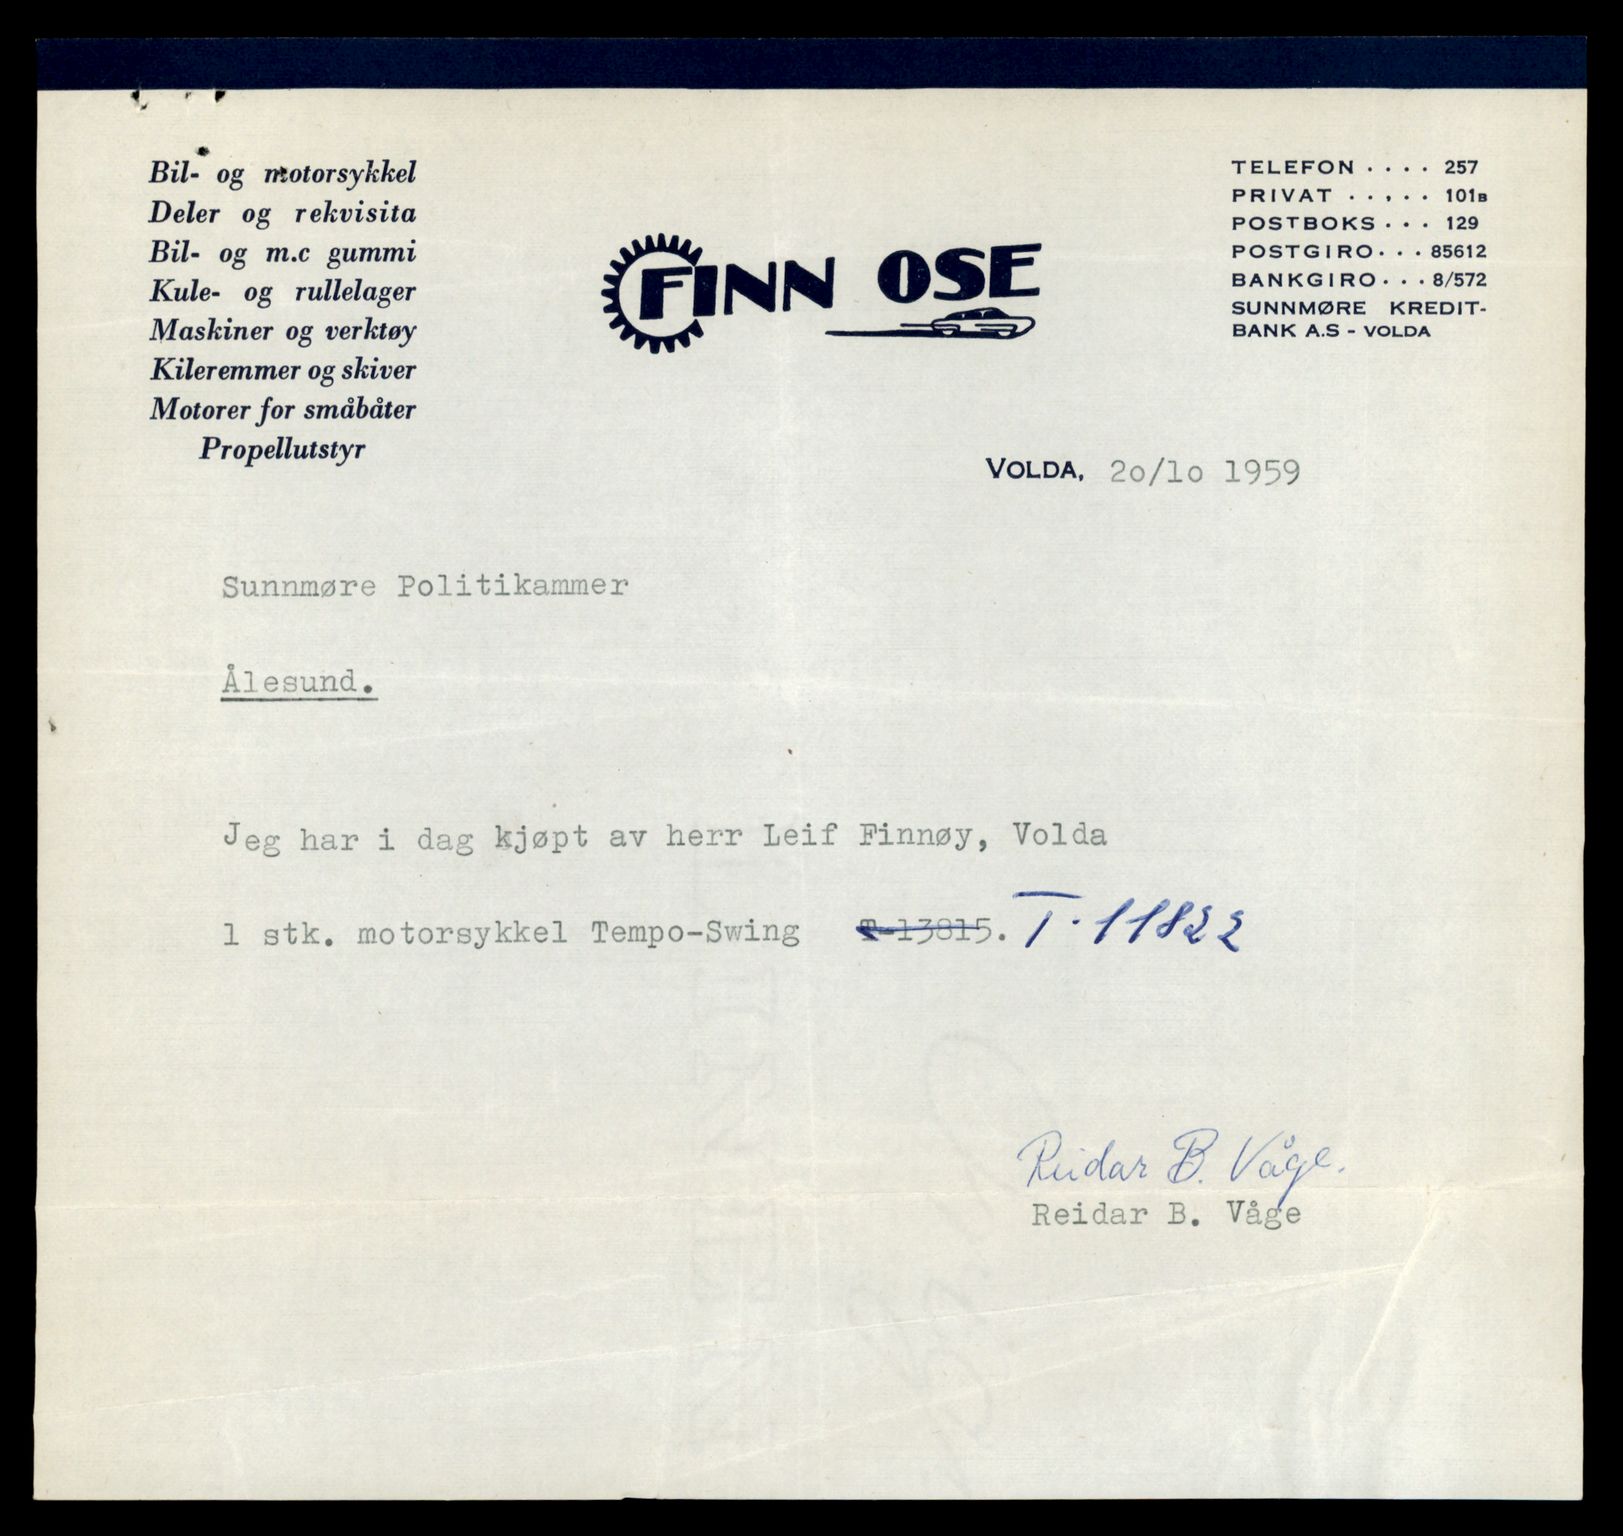 Bil- og motorsykkel
Deler og rekvisita
Bil- og m.c gummi
Kule- og rullelager
Maskiner og verktøy
Kileremmer og skiver
Motorer for småbåter
Propellutstyr
FINN OSE
TELEFON .... 257
PRIVAT ..... 101B
POSTBOKS ... 129
POSTGIRO ... 85612
BANKGIRO ... 8/572
SUNNMØRE KREDIT-
BANK A.S - VOLDA
VOLDA, 2o/1o 1959
Sunnmøre Politikammer
Ålesund.
Jeg har i dag kjøpt av herr Leif Finnøy, Volda
1 stk. motorsykkel Tempo-Swing T-13815. T-11822
Reidar B. Våge.
Reidar B. Våge